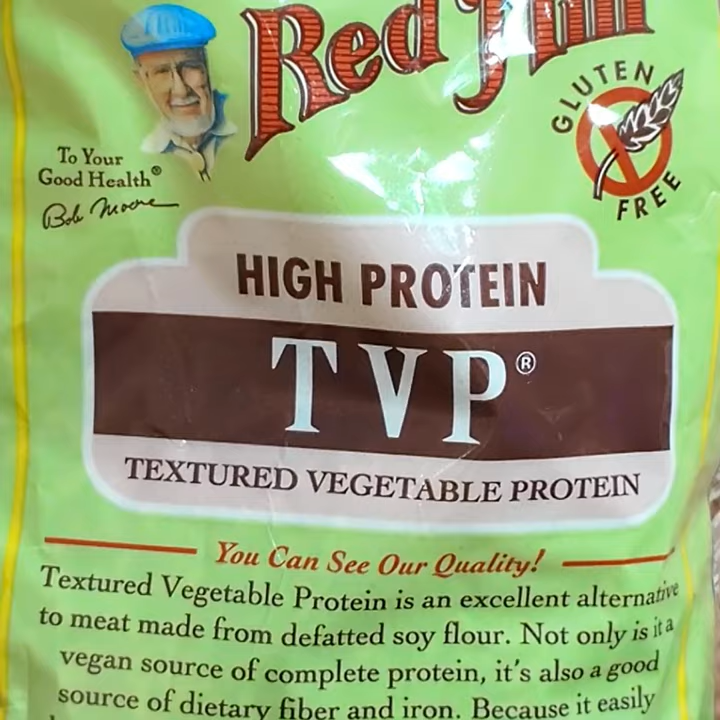 Red Mill
GLUTEN
FREE
To Your
Good Health®
Bob Moore
HIGH PROTEIN
TVP®
TEXTURED VEGETABLE PROTEIN
You Can See Our Quality!
Textured Vegetable Protein is an excellent alternative
to meat made from defatted soy flour. Not only is it a
vegan source of complete protein, it's also a good
source of dietary fiber and iron. Because it easily